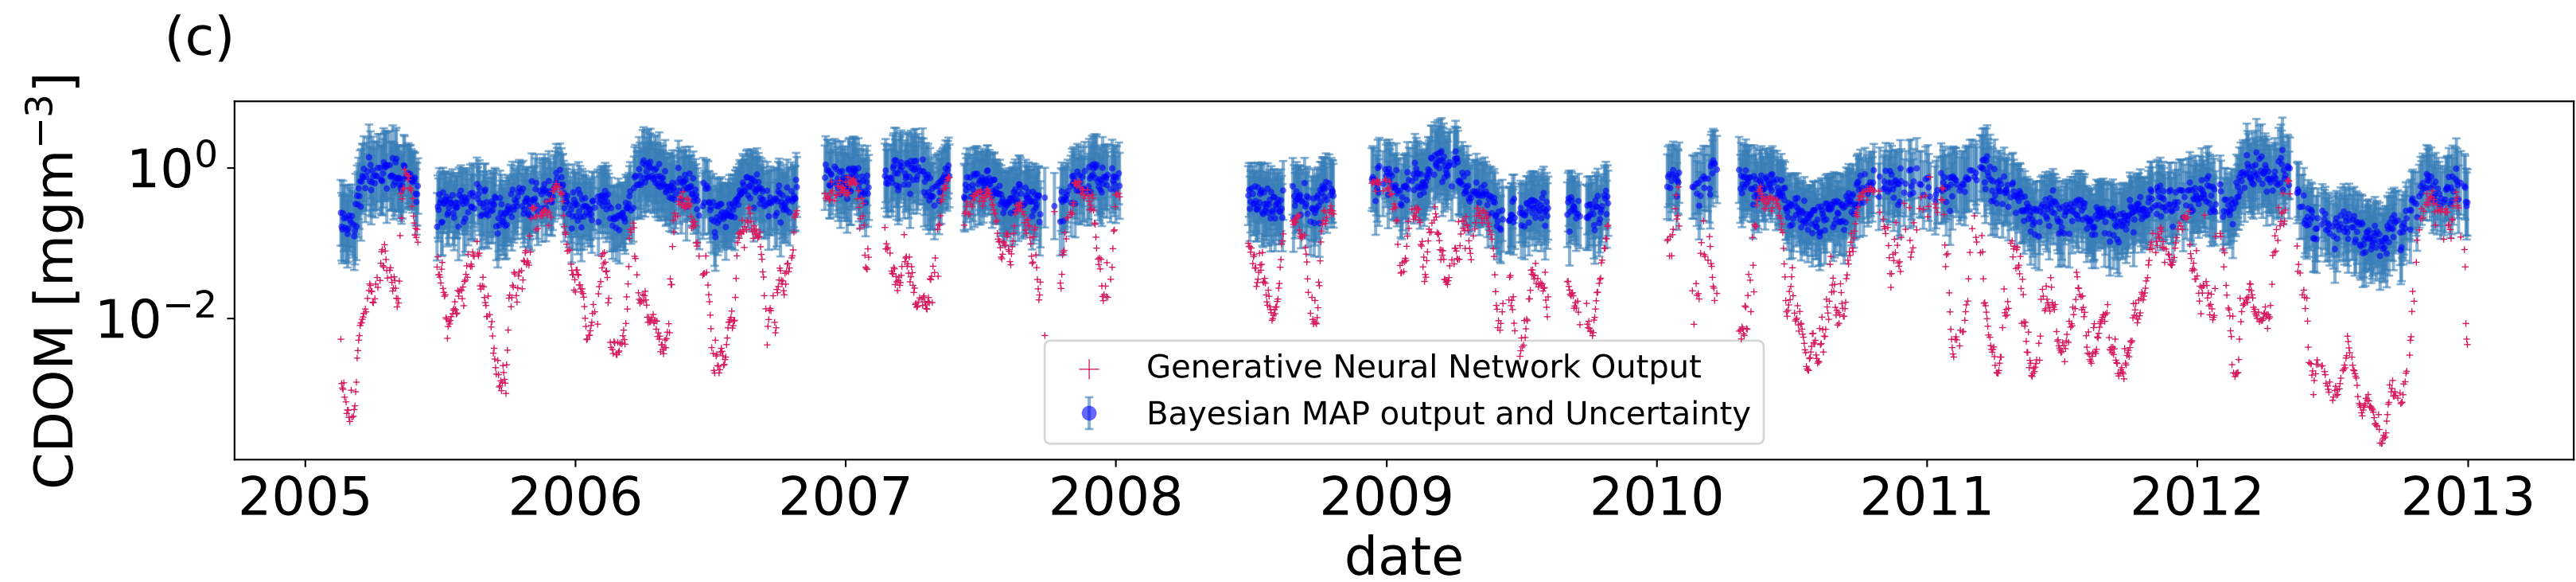 (c)
CDOM [mgm⁻³]
10⁰
10⁻²
Generative Neural Network Output
Bayesian MAP output and Uncertainty
2005 2006 2007 2008 2009 2010 2011 2012 2013
date